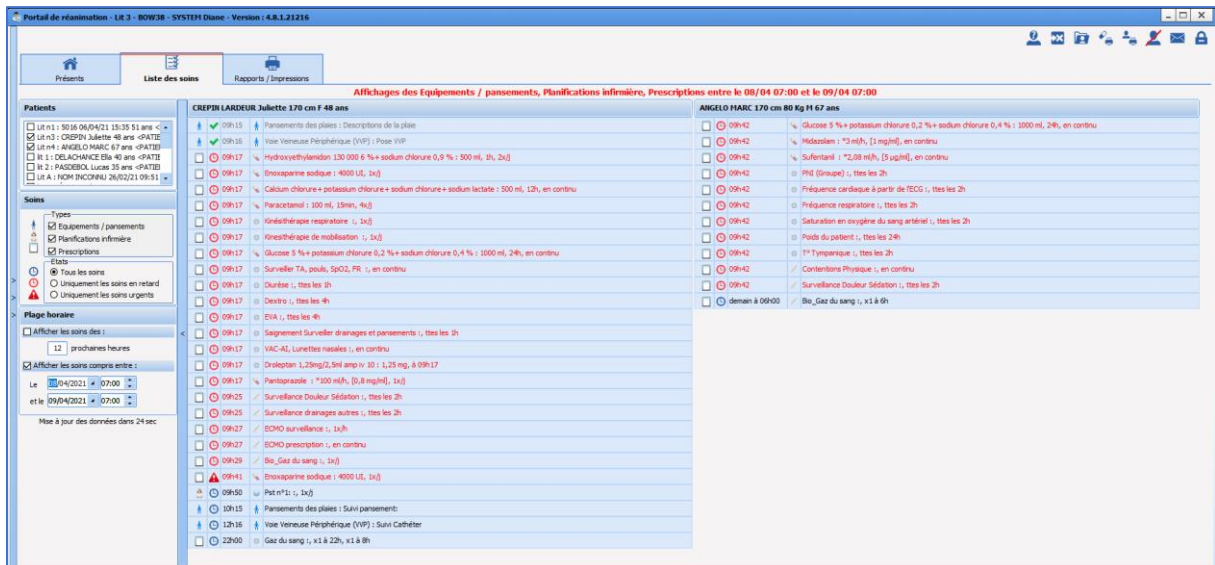 Portail de réanimation - Lit 3 - BOW38 - SYSTEM Diane - Version : 4.8.1.21216
Présents
Liste des soins
Rapports / Impressions
Affichages des Equipements / pansements, Planifications infirmière, Prescriptions entre le 08/04 07:00 et le 09/04 07:00
Patients
Lit n1 : 5016 06/04/21 15:35 51 ans <
Lit n3 : CREPIN Juliette 48 ans <PATIE
Lit n4 : ANGELO MARC 67 ans <PATIE
lit 1 : DELACHANCE Ella 40 ans <PATIE
lit 2 : PASDEBOL Lucas 35 ans <PATIE
Lit A : NOM INCONNU 26/02/21 09:51
Soins
Types
Equipements / pansements
Planifications infirmière
Prescriptions
Etats
Tous les soins
Uniquement les soins en retard
Uniquement les soins urgents
Plage horaire
Afficher les soins des :
12 prochaines heures
Afficher les soins compris entre :
Le 08/04/2021 07:00
et le 09/04/2021 07:00
Mise à jour des données dans 24 sec
CREPIN LARDEUR Juliette 170 cm F 48 ans
09h15 Pansements des plaies : Descriptions de la plaie
09h16 Voie Veineuse Périphérique (VVP) : Pose VVP
09h17 Hydroxyethylamidon 130 000 6 %+ sodium chlorure 0,9 % : 500 ml, 1h, 2x/j
09h17 Enoxaparine sodique : 4000 UI, 1x/j
09h17 Calcium chlorure+ potassium chlorure+ sodium chlorure+ sodium lactate : 500 ml, 12h, en continu
09h17 Paracetamol : 100 ml, 15min, 4x/j
09h17 Kinésithérapie respiratoire :, 1x/j
09h17 Kinesithérapie de mobilisation :, 1x/j
09h17 Glucose 5 %+ potassium chlorure 0,2 %+ sodium chlorure 0,4 % : 1000 ml, 24h, en continu
09h17 Surveiller TA, pouls, SpO2, FR :, en continu
09h17 Diurèse :, ttes les 1h
09h17 Dextro :, ttes les 4h
09h17 EVA :, ttes les 4h
09h17 Saignement Surveiller drainages et pansements :, ttes les 1h
09h17 VAC-AI, Lunettes nasales :, en continu
09h17 Droleptan 1,25mg/2,5ml amp iv 10 : 1,25 mg, à 09h17
09h17 Pantoprazole : *100 ml/h, [0,8 mg/ml], 1x/j
09h25 Surveillance Douleur Sédation :, ttes les 2h
09h25 Surveillance drainages autres :, ttes les 2h
09h27 ECMO surveillance :, 1x/h
09h27 ECMO prescription :, en continu
09h29 Bio_Gaz du sang :, 1x/j
09h41 Enoxaparine sodique : 4000 UI, 1x/j
09h50 Pst n°1: :, 1x/j
10h15 Pansements des plaies : Suivi pansement:
12h16 Voie Veineuse Périphérique (VVP) : Suivi Cathéter
22h00 Gaz du sang :, x1 à 22h, x1 à 8h
ANGELO MARC 170 cm 80 Kg M 67 ans
09h42 Glucose 5 %+ potassium chlorure 0,2 %+ sodium chlorure 0,4 % : 1000 ml, 24h, en continu
09h42 Midazolam : *3 ml/h, [1 mg/ml], en continu
09h42 Sufentanil : *2,08 ml/h, [5 µg/ml], en continu
09h42 PNI (Groupe) :, ttes les 2h
09h42 Fréquence cardiaque à partir de l'ECG :, ttes les 2h
09h42 Fréquence respiratoire :, ttes les 2h
09h42 Saturation en oxygène du sang artériel :, ttes les 2h
09h42 Poids du patient :, ttes les 24h
09h42 T° Tympanique :, ttes les 2h
09h42 Contentions Physique :, en continu
09h42 Surveillance Douleur Sédation :, ttes les 2h
demain à 06h00 Bio_Gaz du sang :, x1 à 6h